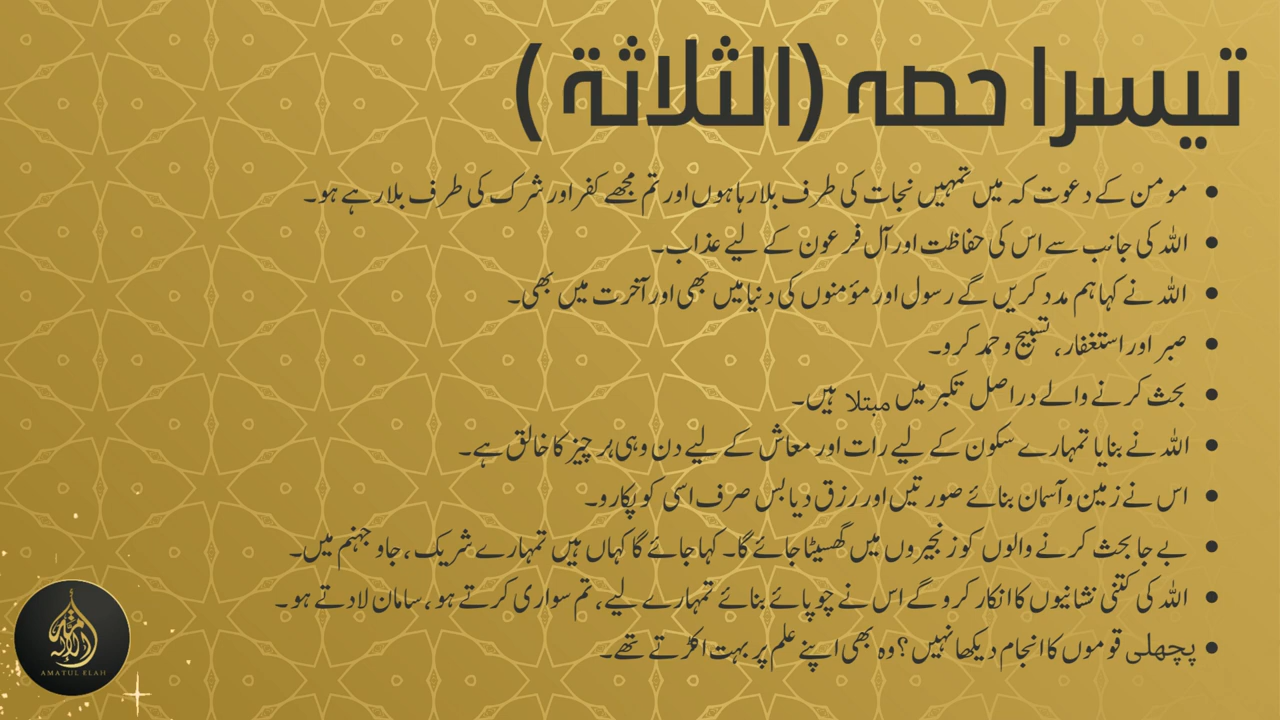 تیسرا حصہ (الثلاثة)
• مومن کے دعوت کہ میں تمہیں نجات کی طرف بلا رہا ہوں اور تم مجھے کفر اور شرک کی طرف بلا رہے ہو۔
• اللہ کی جانب سے اس کی حفاظت اور آل فرعون کے لیے عذاب۔
• اللہ نے کہا ہم مدد کریں گے رسول اور مؤمنوں کی دنیا میں بھی اور آخرت میں بھی۔
• صبر اور استغفار، تسبیح و حمد کرو۔
• بحث کرنے والے دراصل تکبر میں مبتلا ہیں۔
• اللہ نے بنایا تمہارے سکون کے لیے رات اور معاش کے لیے دن وہی ہر چیز کا خالق ہے۔
• اس نے زمین و آسمان بنائے صورتیں اور رزق دیا بس صرف اسی کو پکارو۔
• بے جا بحث کرنے والوں کو زنجیروں میں گھسیٹا جائے گا۔ کہا جائے گا کہاں ہیں تمہارے شریک، جاو جہنم میں۔
• اللہ کی کتنی نشانیوں کا انکار کرو گے اس نے چوپائے بنائے تمہارے لیے، تم سواری کرتے ہو، سامان لادتے ہو۔
• پچھلی قوموں کا انجام دیکھا نہیں؟ وہ بھی اپنے علم پر بہت اکڑتے تھے۔
AMATUL ELAH